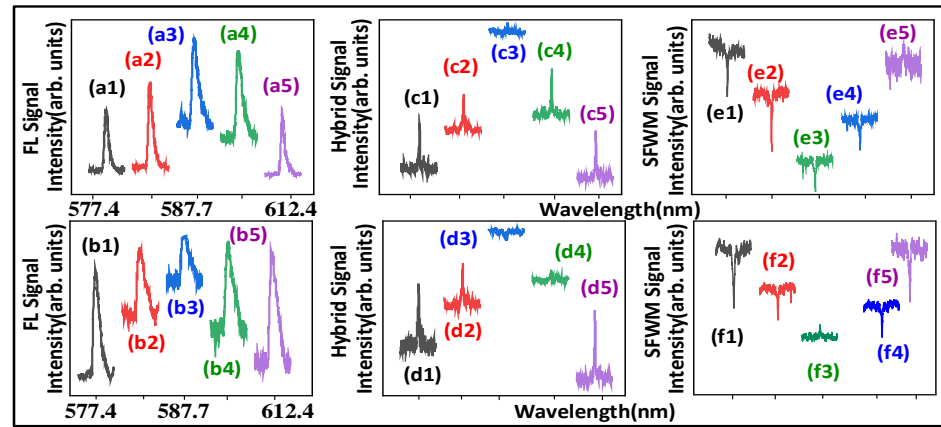 FL Signal
Intensity(arb. units)
(a1)
(a2)
(a3)
(a4)
(a5)
577.4
587.7
612.4
Hybrid Signal
Intensity(arb. units)
(c1)
(c2)
(c3)
(c4)
(c5)
Wavelength(nm)
SFWM Signal
Intensity(arb. units)
(e1)
(e2)
(e3)
(e4)
(e5)
FL Signal
Intensity(arb. units)
(b1)
(b2)
(b3)
(b4)
(b5)
577.4
587.7
612.4
Hybrid Signal
Intensity(arb. units)
(d1)
(d2)
(d3)
(d4)
(d5)
Wavelength(nm)
SFWM Signal
Intensity(arb. units)
(f1)
(f2)
(f3)
(f4)
(f5)